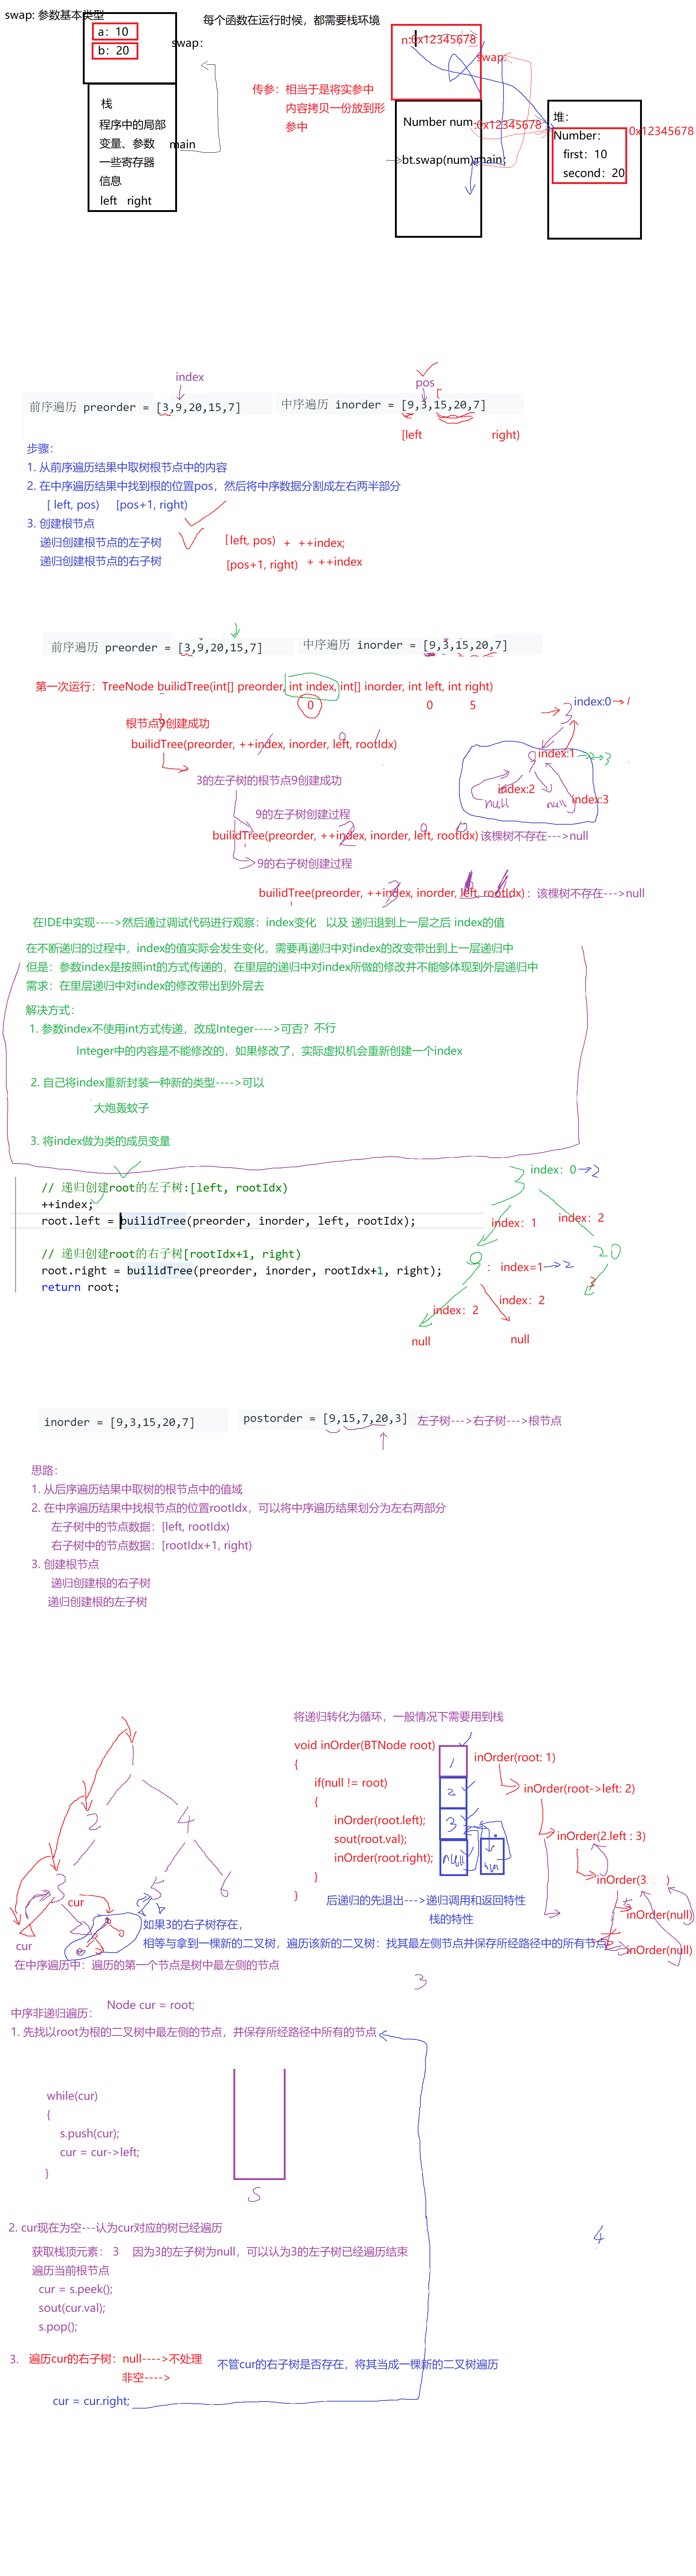 swap: 参数基本类型
每个函数在运行时候，都需要栈环境
a: 10
b: 20
swap:
栈
程序中的局部
变量、参数
main
一些寄存器
信息
left right
传参：相当于是将实参中
内容拷贝一份放到形
参中
n:0x12345678
swap:
Number num
0x12345678
bt.swap(num)
main:
堆：
Number:
0x12345678
first: 10
second: 20
index
pos
前序遍历 preorder = [3,9,20,15,7]
中序遍历 inorder = [9,3,15,20,7]
[left right)
步骤：
1. 从前序遍历结果中取树根节点中的内容
2. 在中序遍历结果中找到根的位置pos，然后将中序数据分割成左右两半部分
[ left, pos) [pos+1, right)
3. 创建根节点
递归创建根节点的左子树
[left, pos) + ++index;
递归创建根节点的右子树
[pos+1, right) + ++index
前序遍历 preorder = [3,9,20,15,7]
中序遍历 inorder = [9,3,15,20,7]
第一次运行：TreeNode builidTree(int[] preorder, int index, int[] inorder, int left, int right)
0 0 5
3
index:0
1
根节点9创建成功
builidTree(preorder, ++index, inorder, left, rootIdx)
0
1
9
index:1
2
3
3的左子树的根节点9创建成功
index:2
null
null
index:3
9的左子树创建过程
builidTree(preorder, ++index, inorder, left, rootIdx) 该棵树不存在--->null
2
0
0
9的右子树创建过程
builidTree(preorder, ++index, inorder, left, rootIdx)：该棵树不存在--->null
3
在IDE中实现---->然后通过调试代码进行观察：index变化 以及 递归退到上一层之后 index的值
在不断递归的过程中，index的值实际会发生变化，需要再递归中对index的改变带出到上一层递归中
但是：参数index是按照int的方式传递的，在里层的递归中对index所做的修改并不能够体现到外层递归中
需求：在里层递归中对index的修改带出到外层去
解决方式：
1. 参数index不使用int方式传递，改成Integer---->可否？不行
Integer中的内容是不能修改的，如果修改了，实际虚拟机会重新创建一个index
2. 自己将index重新封装一种新的类型---->可以
大炮轰蚊子
3. 将index做为类的成员变量
// 递归创建root的左子树:[left, rootIdx)
++index;
root.left = builidTree(preorder, inorder, left, rootIdx);
// 递归创建root的右子树[rootIdx+1, right)
root.right = builidTree(preorder, inorder, rootIdx+1, right);
return root;
3
index: 0
2
index: 1
index: 2
20
9
: index=1
2
3
index: 2
index: 2
null
null
inorder = [9,3,15,20,7]
postorder = [9,15,7,20,3]
左子树--->右子树--->根节点
思路：
1. 从后序遍历结果中取树的根节点中的值域
2. 在中序遍历结果中找根节点的位置rootIdx，可以将中序遍历结果划分为左右两部分
左子树中的节点数据：[left, rootIdx)
右子树中的节点数据：[rootIdx+1, right)
3. 创建根节点
递归创建根的右子树
递归创建根的左子树
将递归转化为循环，一般情况下需要用到栈
void inOrder(BTNode root)
{
if(null != root)
{
inOrder(root.left);
sout(root.val);
inOrder(root.right);
}
}
1
2
3
null
inOrder(root: 1)
inOrder(root->left: 2)
inOrder(2.left : 3)
inOrder(3. )
inOrder(null)
inOrder(null)
后递归的先退出--->递归调用和返回特性
栈的特性
1
2
4
3
5
6
cur
cur
如果3的右子树存在，
相等与拿到一棵新的二叉树，遍历该新的二叉树：找其最左侧节点并保存所经路径中的所有节点
在中序遍历中：遍历的第一个节点是树中最左侧的节点
3
中序非递归遍历：
Node cur = root;
1. 先找以root为根的二叉树中最左侧的节点，并保存所经路径中所有的节点
while(cur)
{
s.push(cur);
cur = cur->left;
}
S
2. cur现在为空---认为cur对应的树已经遍历
4
获取栈顶元素： 3 因为3的左子树为null，可以认为3的左子树已经遍历结束
遍历当前根节点
cur = s.peek();
sout(cur.val);
s.pop();
3. 遍历cur的右子树：null---->不处理
不管cur的右子树是否存在，将其当成一棵新的二叉树遍历
非空---->
cur = cur.right;